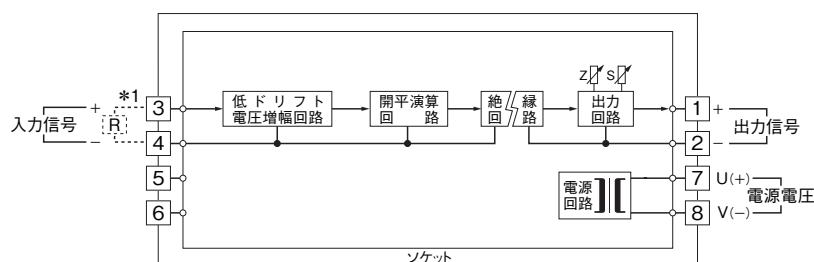 Z S
*1
+ 3 低ドリフト 開平演算 絶 縁 出力 1 +
入力信号 R 電圧増幅回路 回路 回 路 回路 出力信号
− 4 2 −
5 電源 7 U(+)
回路 電源電圧
6 8 V(−)
ソケット